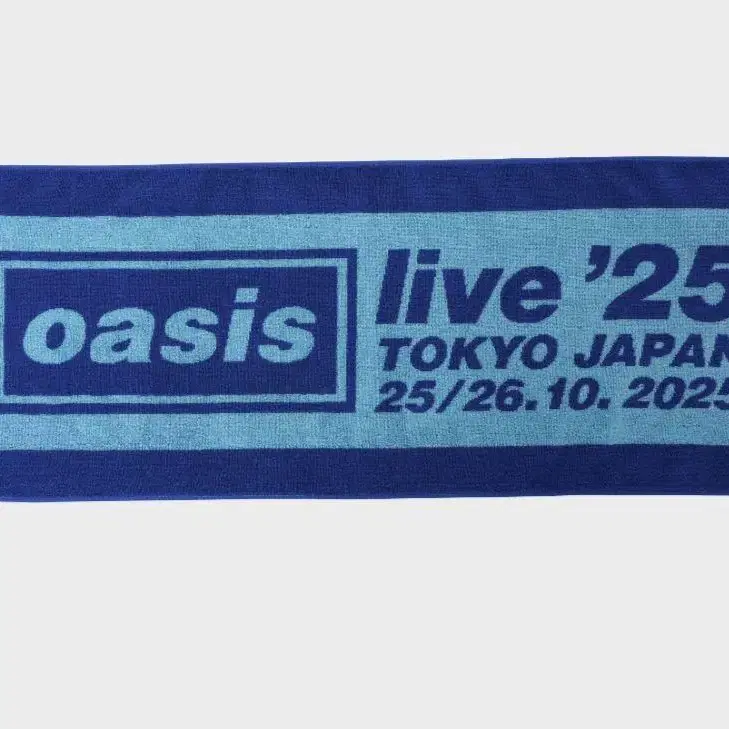 oasis
live '25
TOKYO JAPAN
25/26.10.2025